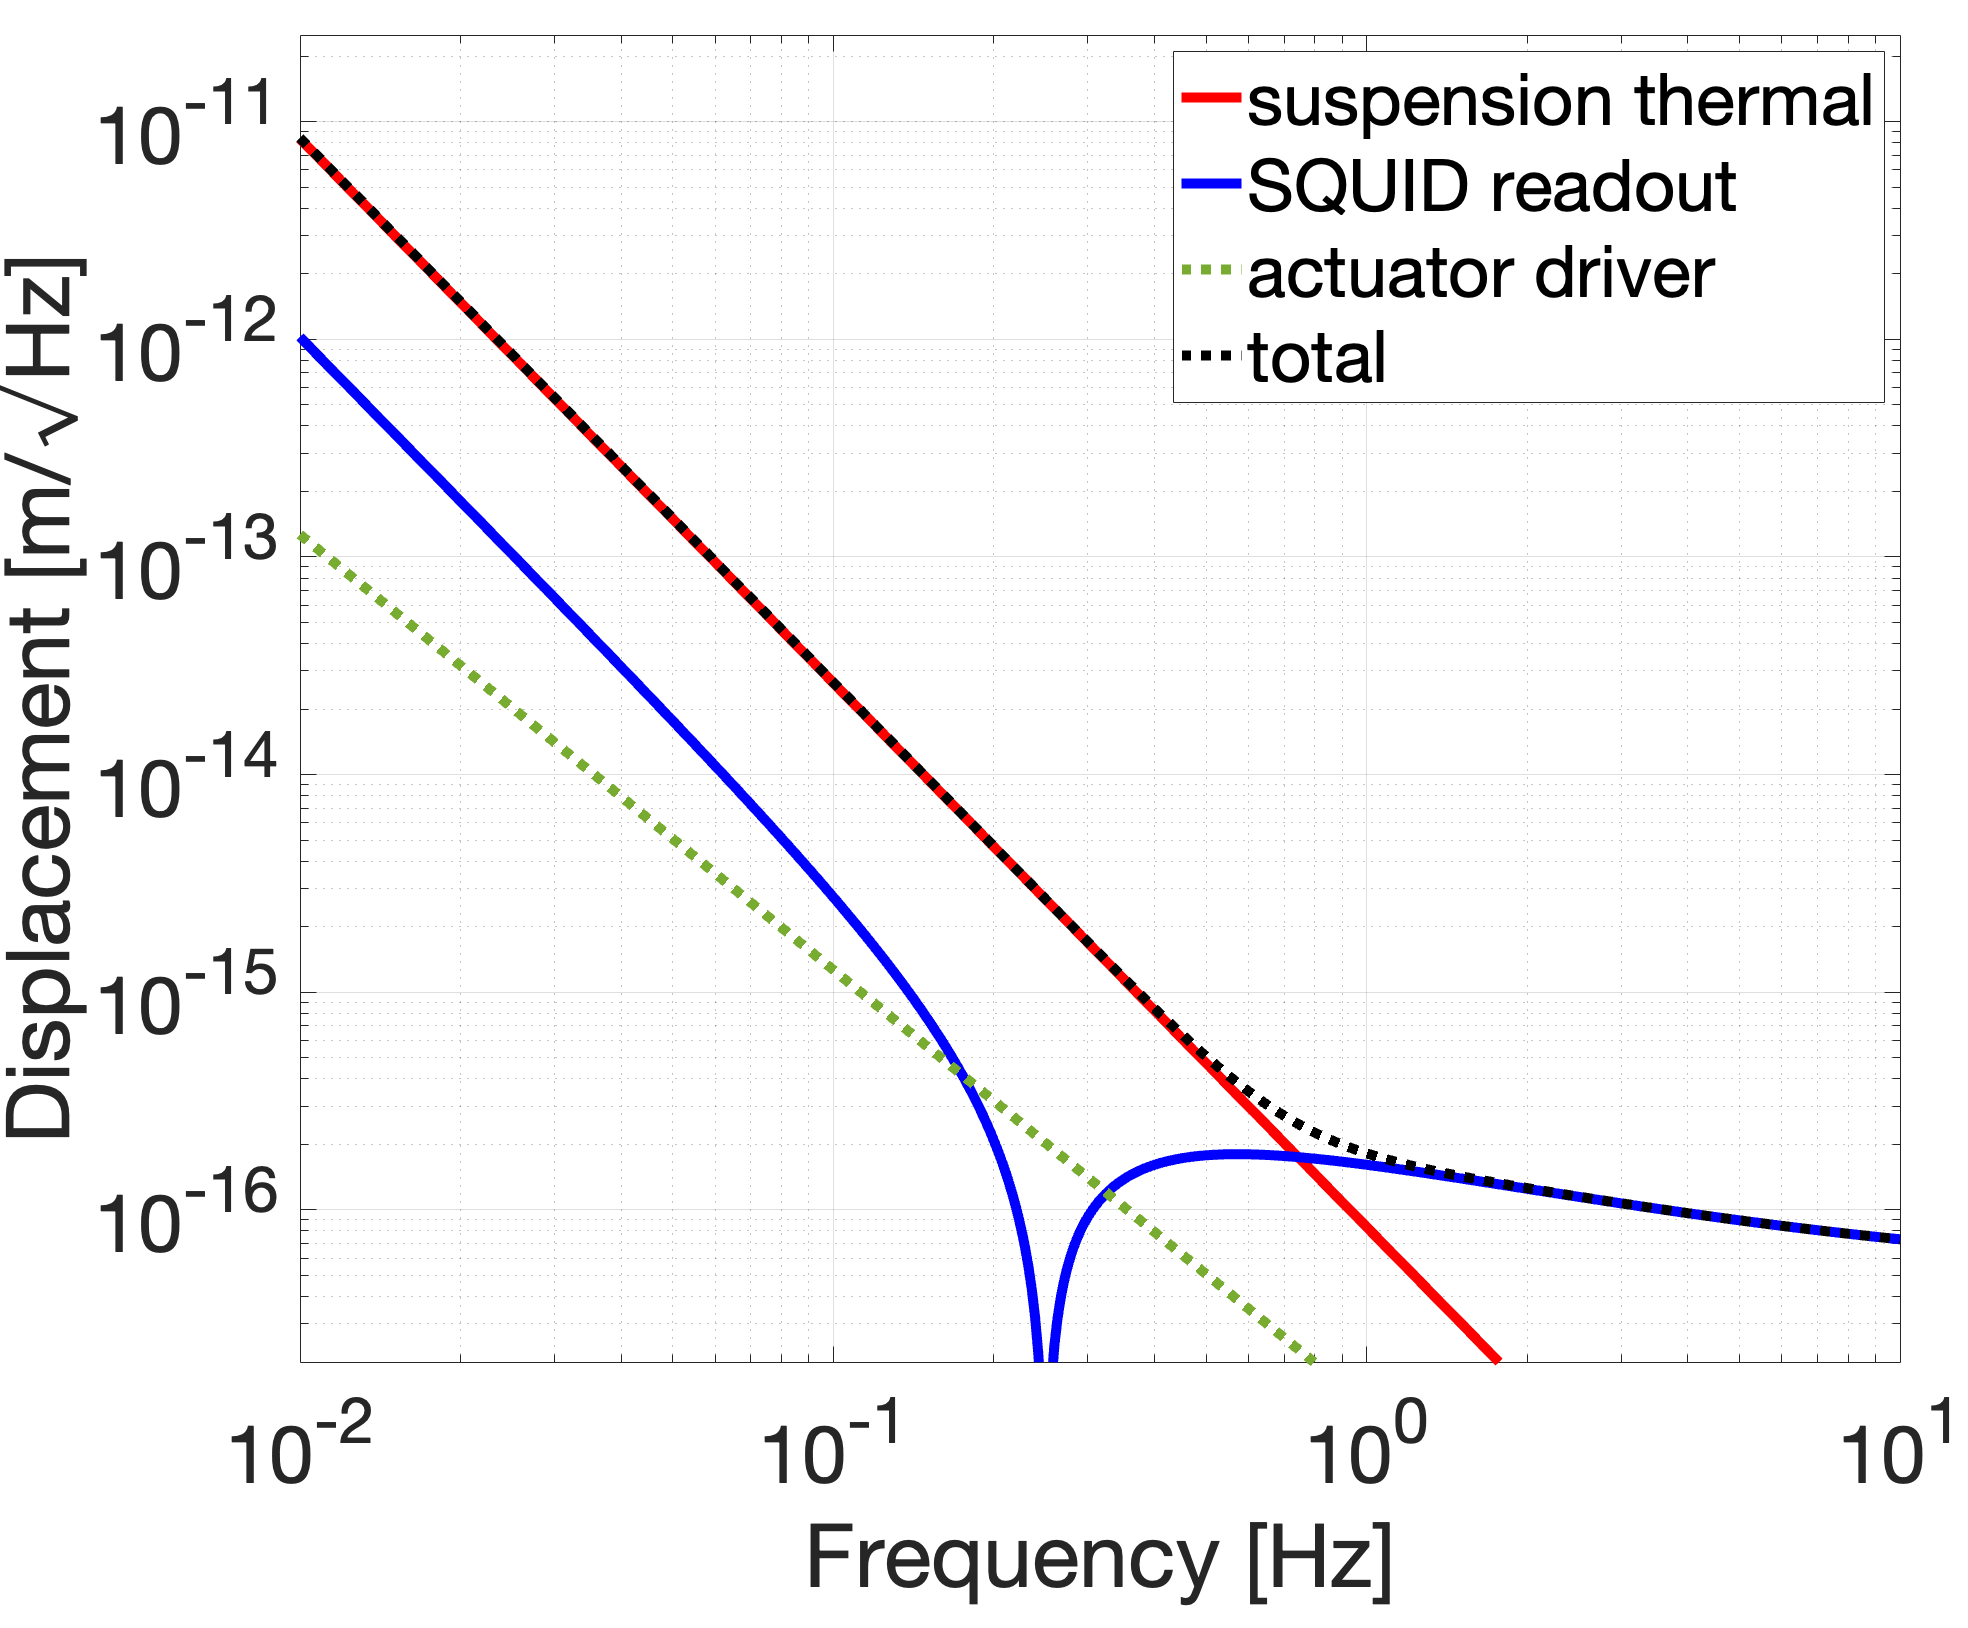 Displacement [m/√Hz]
10^-11
10^-12
10^-13
10^-14
10^-15
10^-16
suspension thermal
SQUID readout
actuator driver
total
10^-2 10^-1 10^0 10^1
Frequency [Hz]